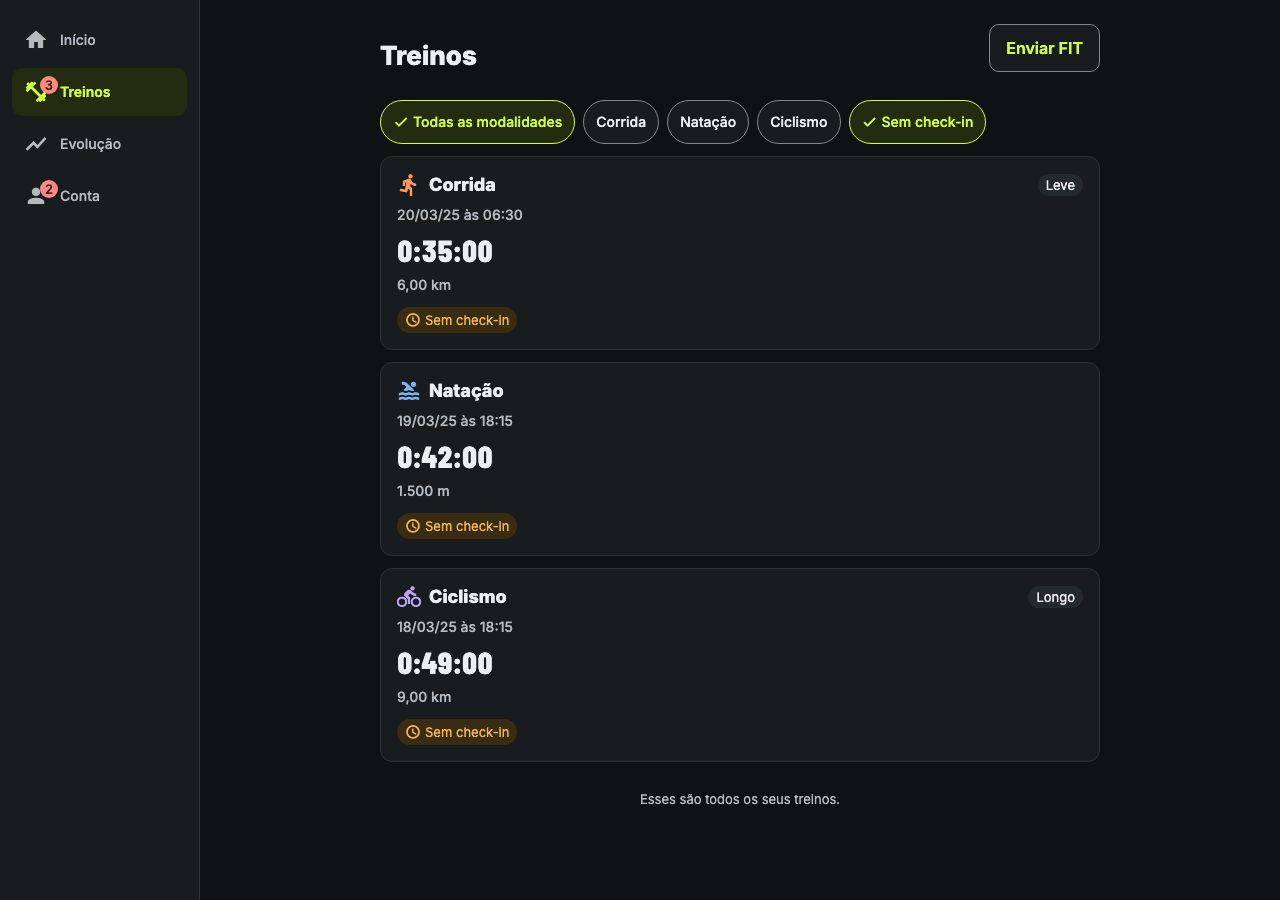 Início
3
Treinos
Evolução
2
Conta
Treinos
Enviar FIT
Todas as modalidades
Corrida
Natação
Ciclismo
Sem check-in
Corrida
Leve
20/03/25 às 06:30
0:35:00
6,00 km
Sem check-in
Natação
19/03/25 às 18:15
0:42:00
1.500 m
Sem check-in
Ciclismo
Longo
18/03/25 às 18:15
0:49:00
9,00 km
Sem check-in
Esses são todos os seus treinos.